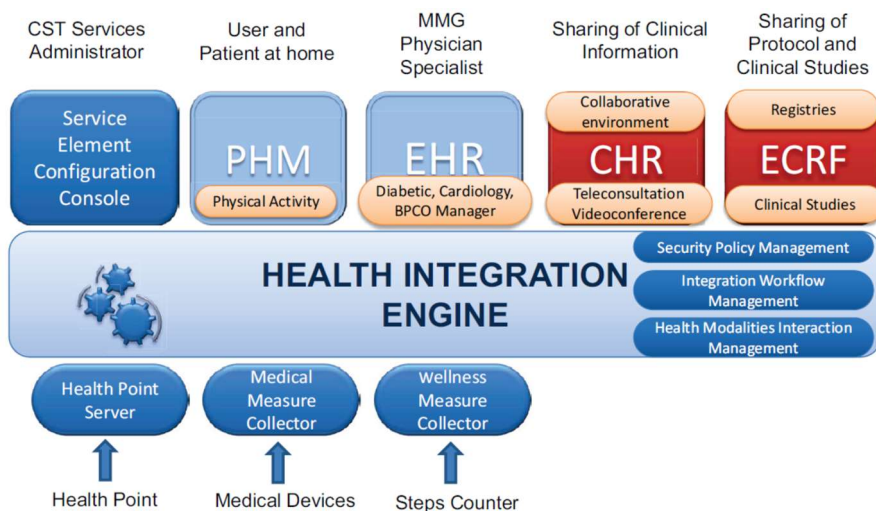 CST Services
Administrator
User and
Patient at home
MMG
Physician
Specialist
Sharing of Clinical
Information
Sharing of
Protocol and
Clinical Studies
Service
Element
Configuration
Console
PHM
Physical Activity
EHR
Diabetic, Cardiology,
BPCO Manager
Collaborative
environment
CHR
Teleconsultation
Videoconference
Registries
ECRF
Clinical Studies
HEALTH INTEGRATION
ENGINE
Security Policy Management
Integration Workflow
Management
Health Modalities Interaction
Management
Health Point
Server
Medical
Measure
Collector
Wellness
Measure
Collector
Health Point
Medical Devices
Steps Counter